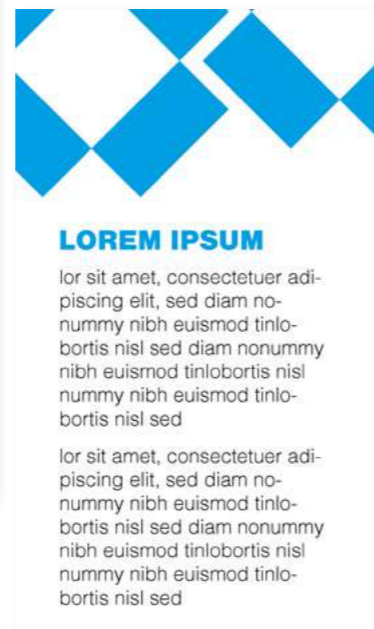 LOREM IPSUM
lor sit amet, consectetuer adi-
piscing elit, sed diam no-
nummy nibh euismod tinlo-
bortis nisl sed diam nonummy
nibh euismod tinlobortis nisl
nummy nibh euismod tinlo-
bortis nisl sed
lor sit amet, consectetuer adi-
piscing elit, sed diam no-
nummy nibh euismod tinlo-
bortis nisl sed diam nonummy
nibh euismod tinlobortis nisl
nummy nibh euismod tinlo-
bortis nisl sed